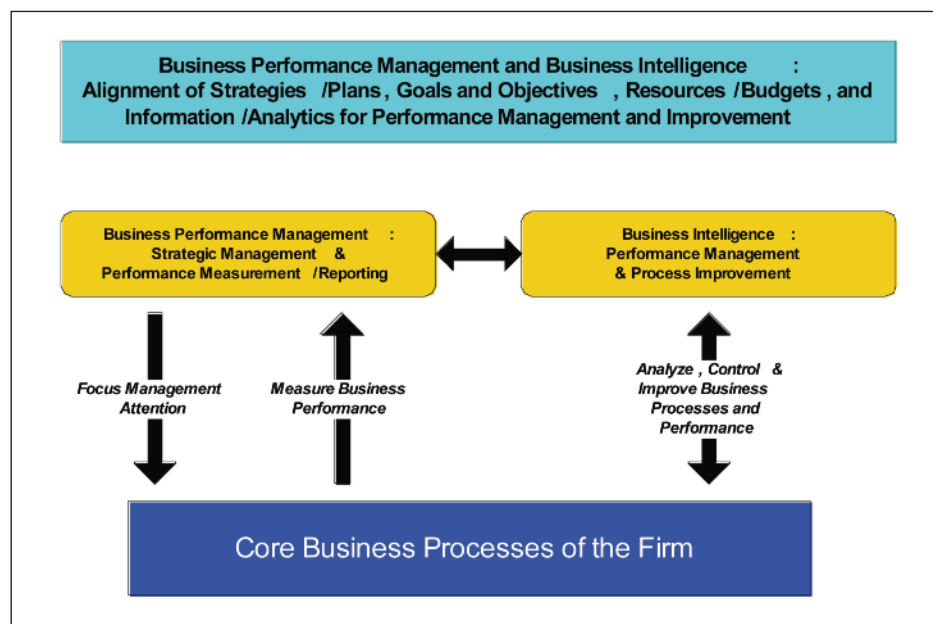 Business Performance Management and Business Intelligence :
Alignment of Strategies /Plans , Goals and Objectives , Resources /Budgets , and
Information /Analytics for Performance Management and Improvement
Business Performance Management :
Strategic Management &
Performance Measurement /Reporting
Business Intelligence :
Performance Management
& Process Improvement
Focus Management
Attention
Measure Business
Performance
Analyze , Control &
Improve Business
Processes and
Performance
Core Business Processes of the Firm